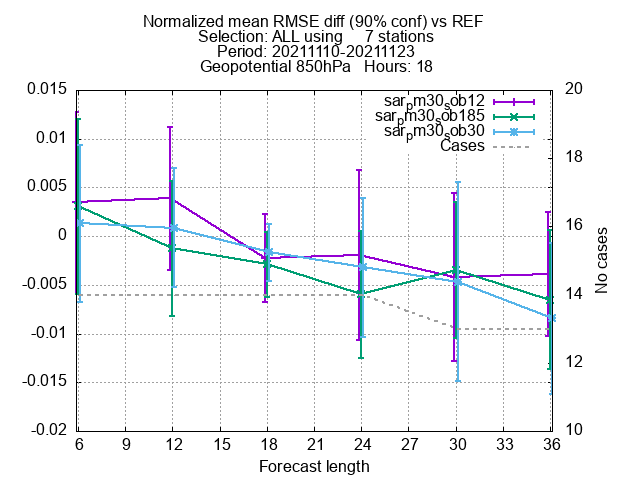 Normalized mean RMSE diff (90% conf) vs REF
Selection: ALL using 7 stations
Period: 20211110-20211123
Geopotential 850hPa Hours: 18
0.015
0.01
0.005
0
-0.005
-0.01
-0.015
-0.02
20
18
16
14
12
10
No cases
sarpm30sob12
sarpm30sob185
sarpm30sob30
Cases
6 9 12 15 18 21 24 27 30 33 36
Forecast length